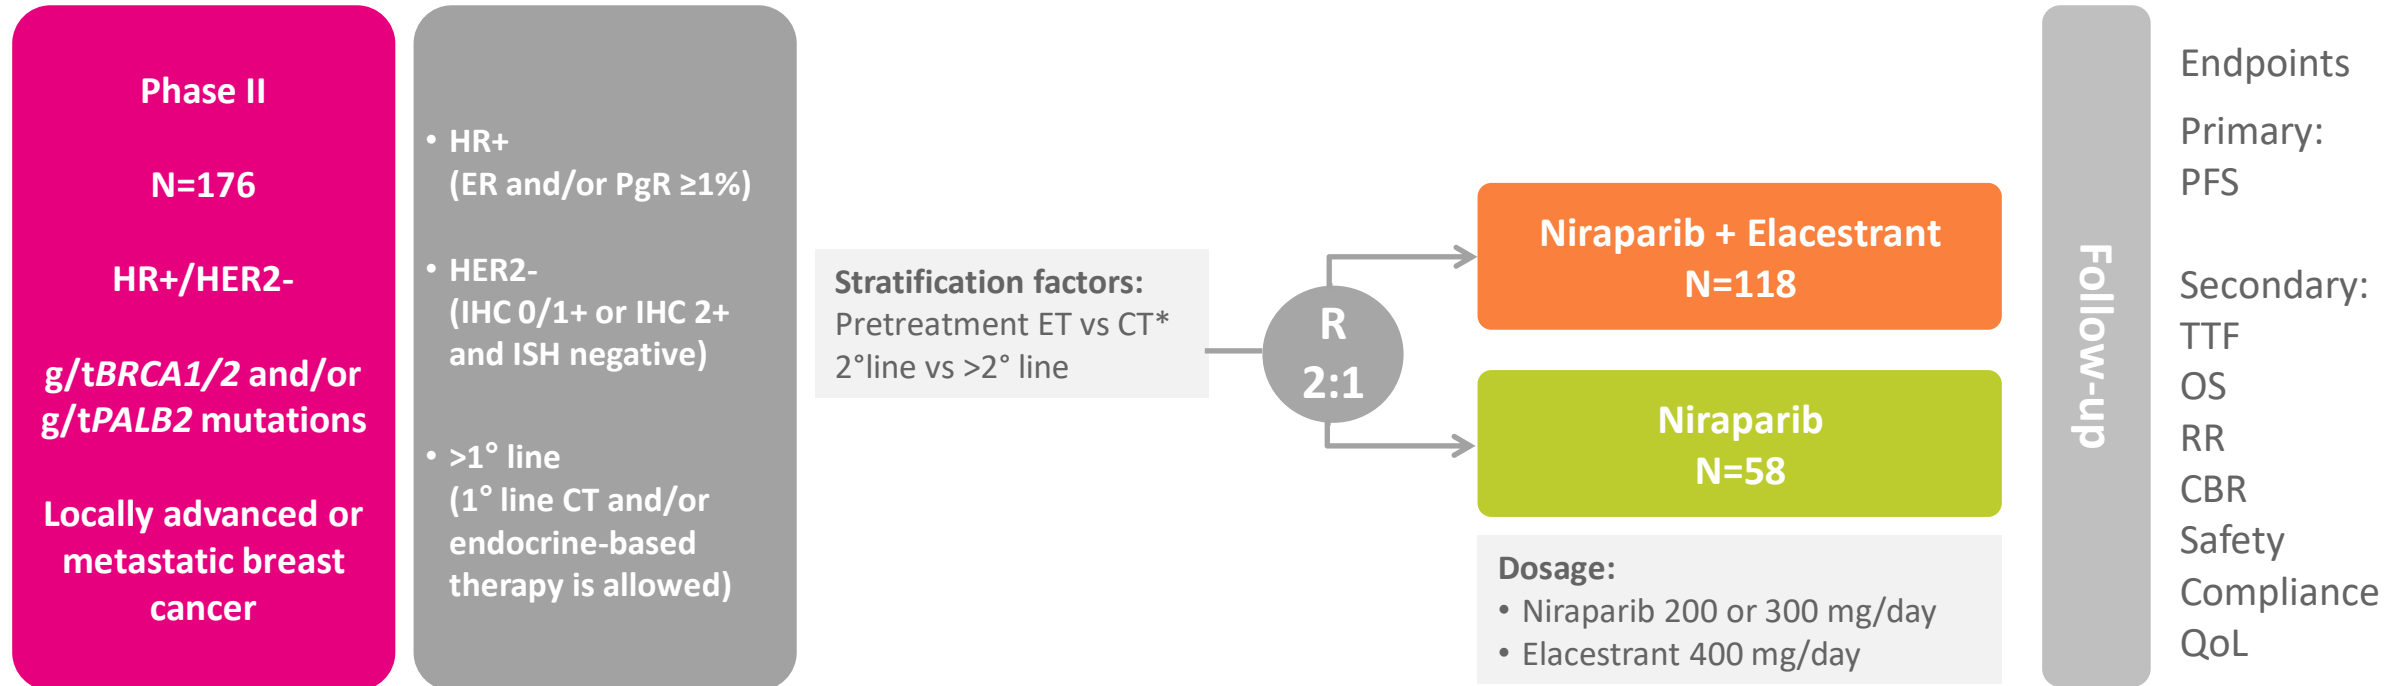 Phase II
N=176
HR+/HER2-
g/tBRCA1/2 and/or
g/tPALB2 mutations
Locally advanced or
metastatic breast
cancer
• HR+
(ER and/or PgR ≥1%)
• HER2-
(IHC 0/1+ or IHC 2+
and ISH negative)
• >1° line
(1° line CT and/or
endocrine-based
therapy is allowed)
Stratification factors:
Pretreatment ET vs CT*
2°line vs >2° line
R
2:1
Niraparib + Elacestrant
N=118
Niraparib
N=58
Dosage:
• Niraparib 200 or 300 mg/day
• Elacestrant 400 mg/day
Follow-up
Endpoints
Primary:
PFS
Secondary:
TTF
OS
RR
CBR
Safety
Compliance
QoL